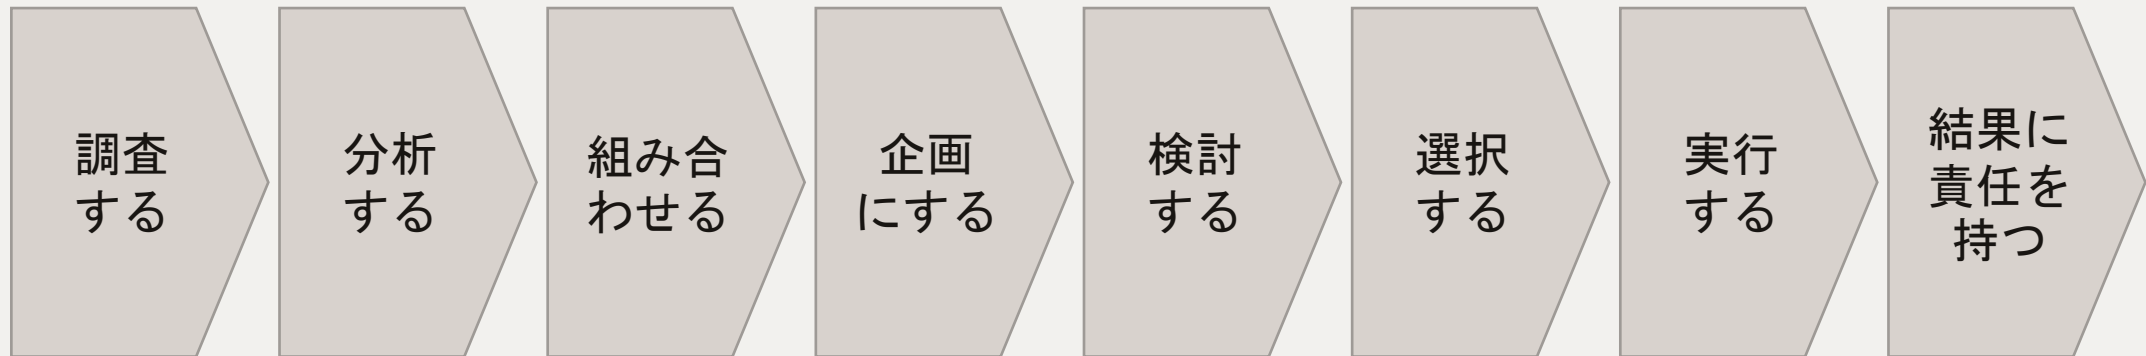 調査
する
分析
する
組み合
わせる
企画
にする
検討
する
選択
する
実行
する
結果に
責任を
持つ